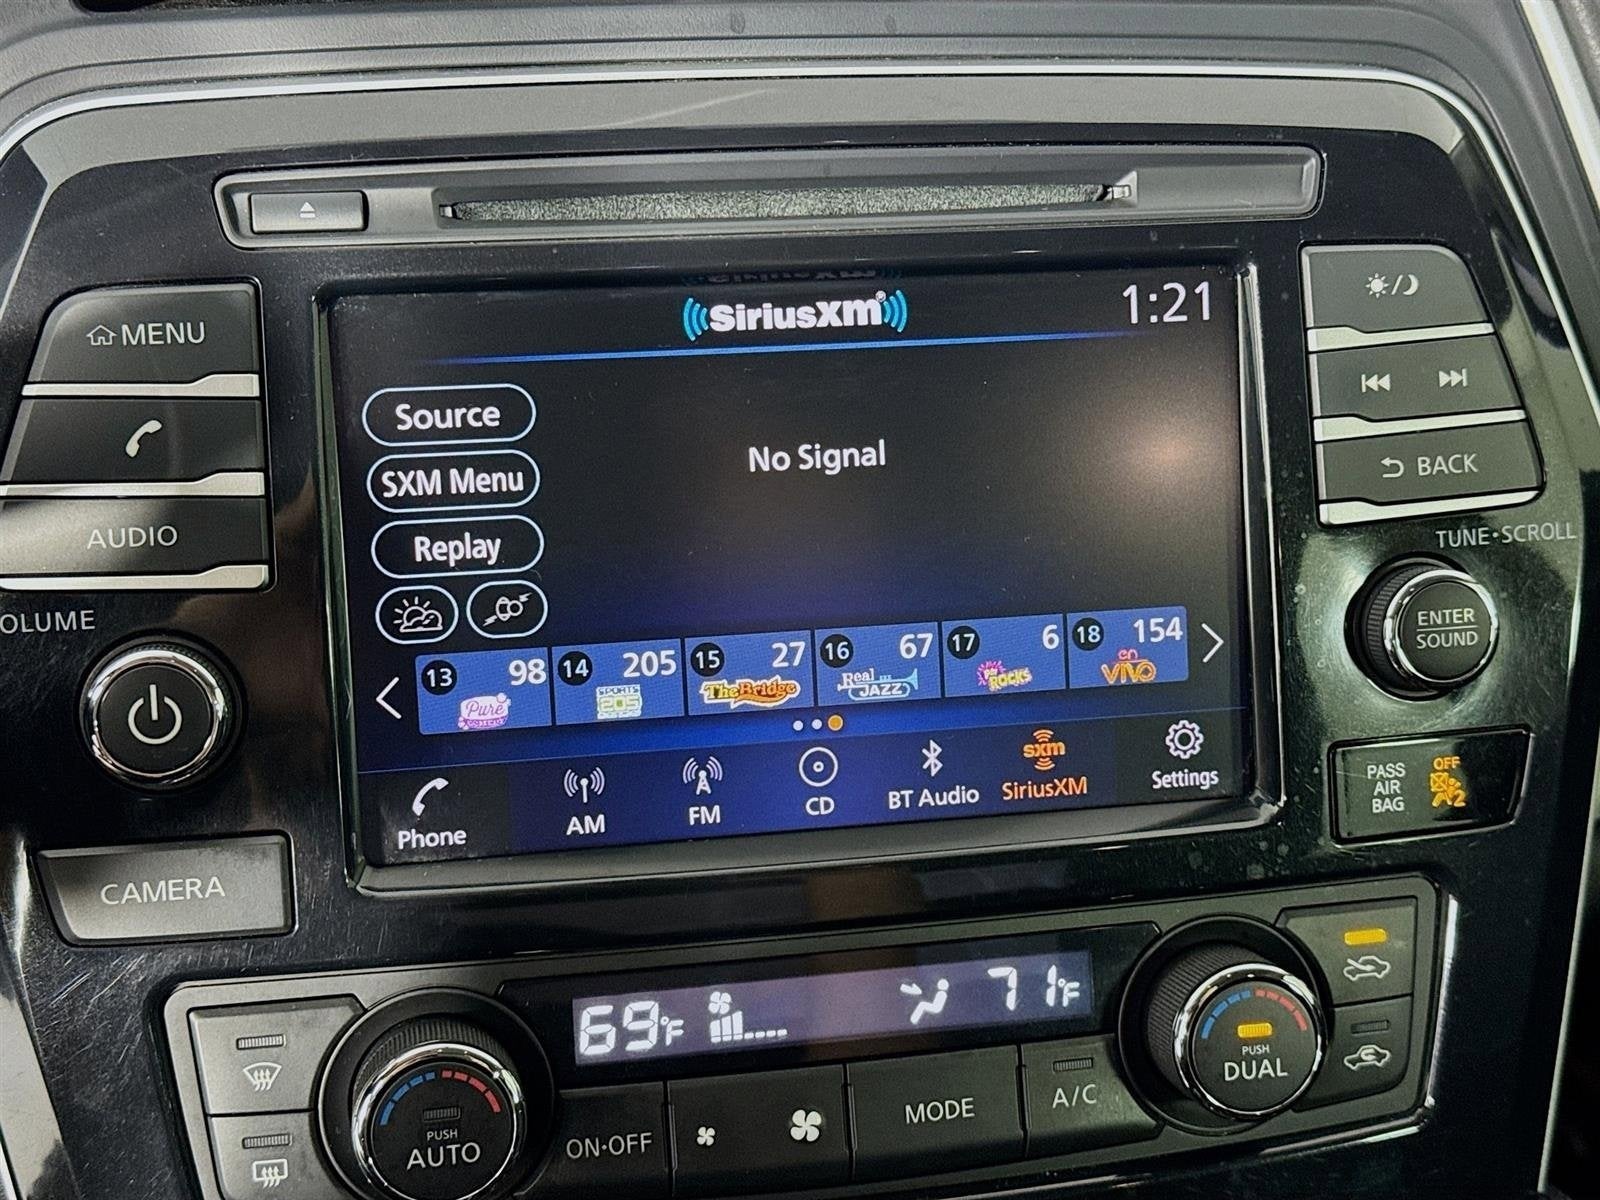 SiriusXM
1:21
MENU
AUDIO
OLUME
CAMERA
Source
SXM Menu
Replay
No Signal
13 98
Pure
14 205
SPORTS
205
15 27
The Bridge
16 67
Real
JAZZ
17 6
ROCKS
18 154
en
VIVO
Phone
AM
FM
CD
BT Audio
sxm
SiriusXM
Settings
BACK
TUNE·SCROLL
ENTER
SOUND
PASS
AIR
BAG
OFF
2
69°F
71°F
PUSH
AUTO
ON·OFF
MODE
A/C
PUSH
DUAL